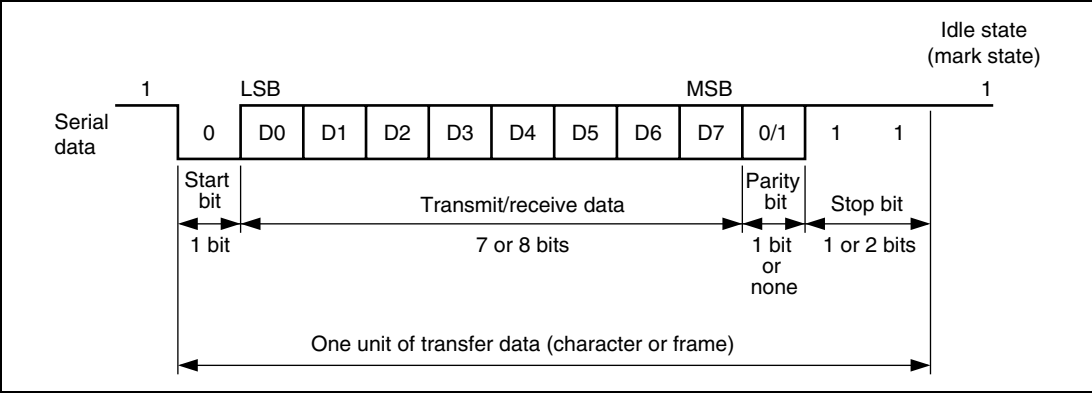 Idle state
(mark state)
1 LSB MSB 1
Serial
data
0 D0 D1 D2 D3 D4 D5 D6 D7 0/1 1 1
Start
bit
Parity
bit
Transmit/receive data
Stop bit
1 bit
7 or 8 bits
1 bit
or
none
1 or 2 bits
One unit of transfer data (character or frame)